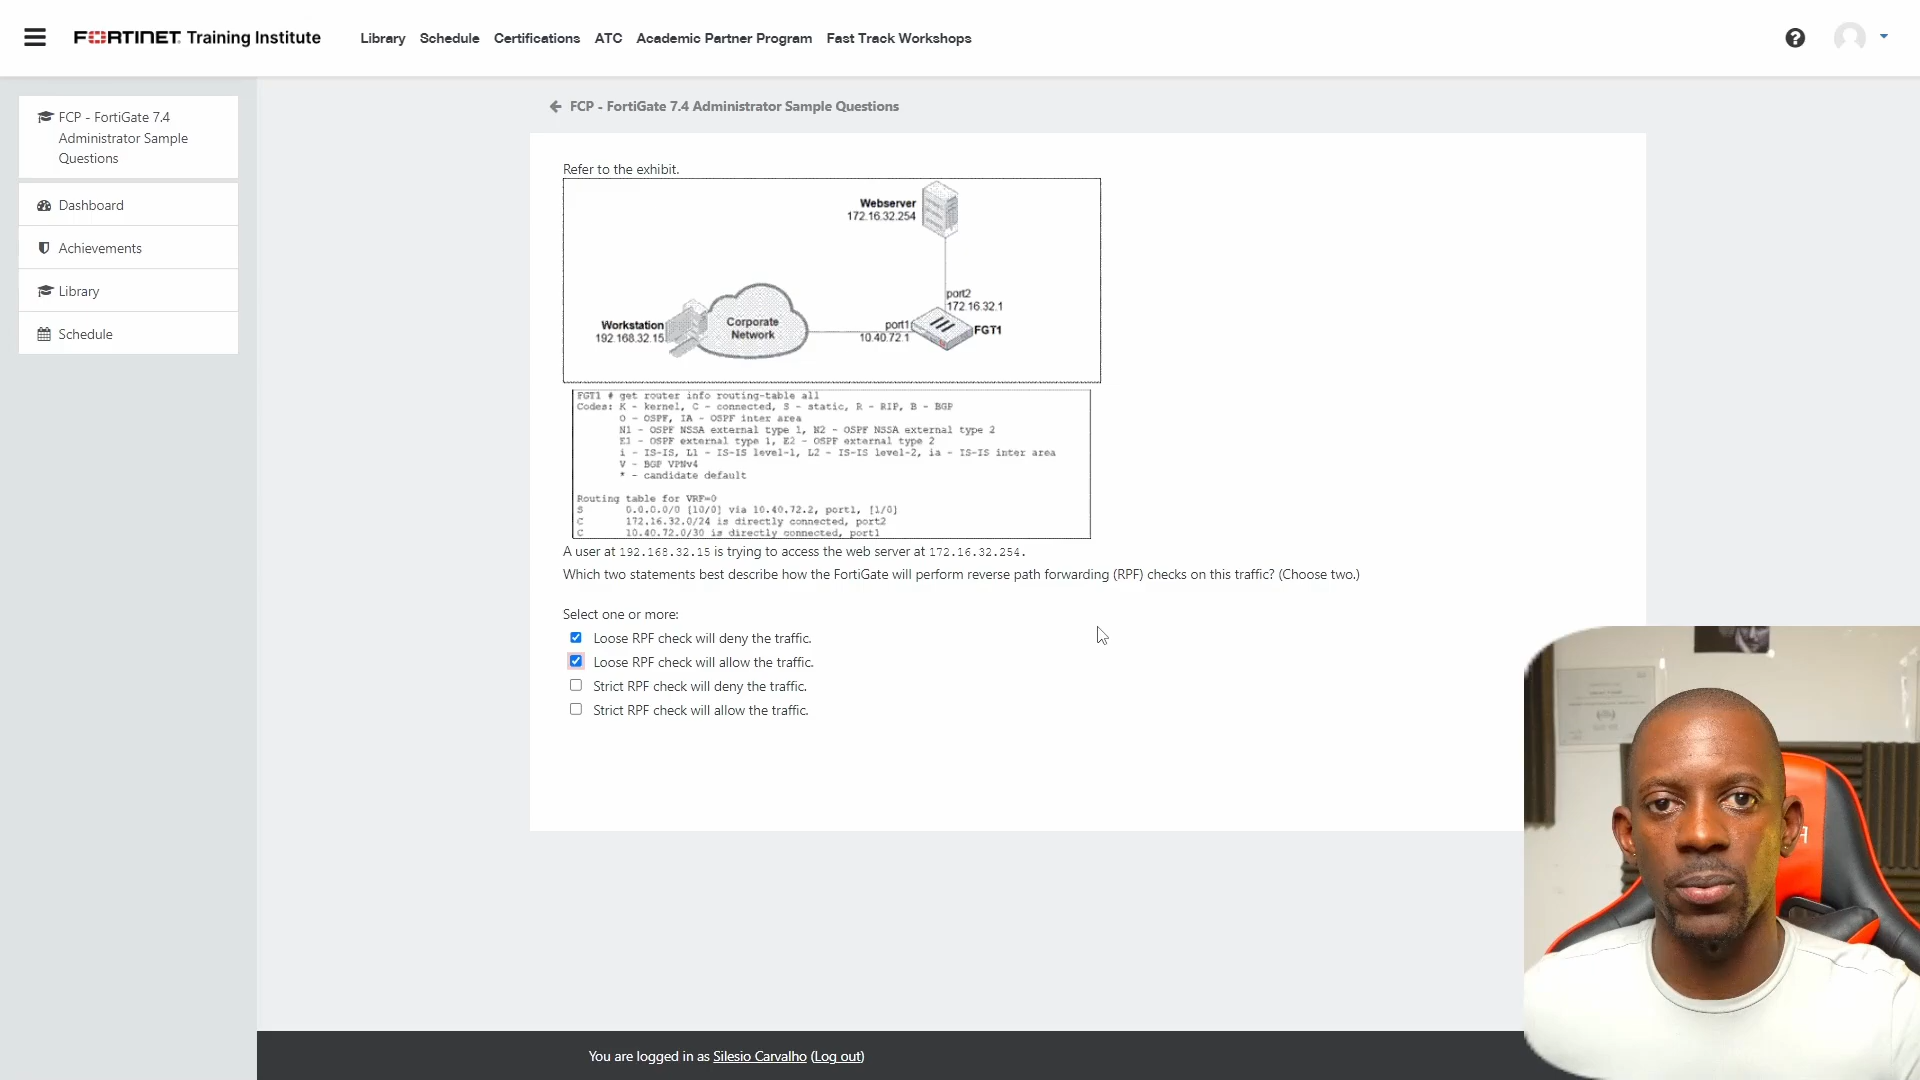 FORTINET Training Institute
Library Schedule Certifications ATC Academic Partner Program Fast Track Workshops
FCP - FortiGate 7.4
Administrator Sample
Questions
Dashboard
Achievements
Library
Schedule
FCP - FortiGate 7.4 Administrator Sample Questions
Refer to the exhibit.
Webserver
172.16.32.254
port2
172.16.32.1
Workstation
192.168.32.15
Corporate
Network
port1
10.40.72.1
FGT1
FGT1 # get router info routing-table all
Codes: K - kernel, C - connected, S - static, R - RIP, B - BGP
O - OSPF, IA - OSPF inter area
N1 - OSPF NSSA external type 1, N2 - OSPF NSSA external type 2
E1 - OSPF external type 1, E2 - OSPF external type 2
i - IS-IS, L1 - IS-IS level-1, L2 - IS-IS level-2, ia - IS-IS inter area
V - BGP VPNv4
* - candidate default
Routing table for VRF=0
S 0.0.0.0/0 [10/0] via 10.40.72.2, port1, [1/0]
C 172.16.32.0/24 is directly connected, port2
C 10.40.72.0/30 is directly connected, port1
A user at 192.168.32.15 is trying to access the web server at 172.16.32.254.
Which two statements best describe how the FortiGate will perform reverse path forwarding (RPF) checks on this traffic? (Choose two.)
Select one or more:
Loose RPF check will deny the traffic.
Loose RPF check will allow the traffic.
Strict RPF check will deny the traffic.
Strict RPF check will allow the traffic.
You are logged in as Silesio Carvalho (Log out)